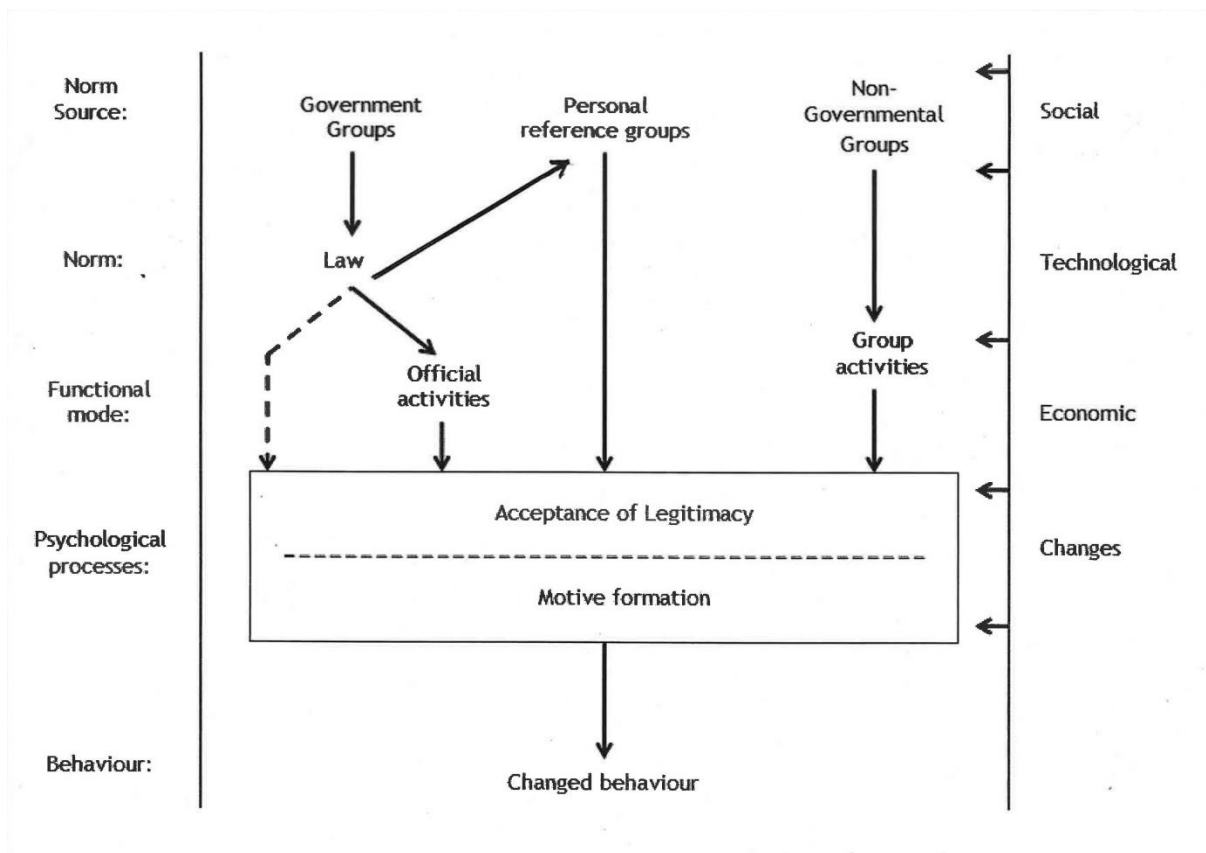 Norm
Source:
Government
Groups
Personal
reference groups
Non-
Governmental
Groups
Social
Norm:
Law
Technological
Functional
mode:
Official
activities
Group
activities
Economic
Psychological
processes:
Acceptance of Legitimacy
Motive formation
Changes
Behaviour:
Changed behaviour